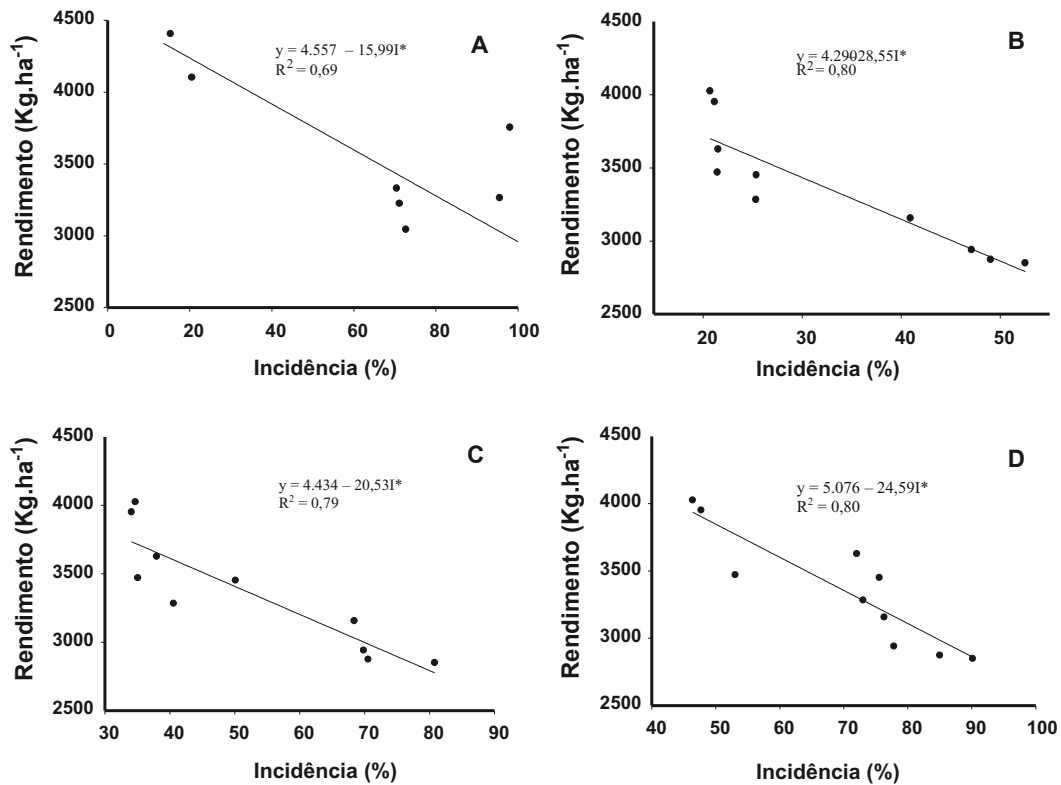 A
y = 4.557 – 15,99I*
R² = 0,69
Rendimento (Kg.ha⁻¹)
4500
4000
3500
3000
2500
0 20 40 60 80 100
Incidência (%)
B
y = 4.290-28,55I*
R² = 0,80
Rendimento (Kg.ha⁻¹)
4500
4000
3500
3000
2500
20 30 40 50
Incidência (%)
C
y = 4.434 – 20,53I*
R² = 0,79
Rendimento (Kg.ha⁻¹)
4500
4000
3500
3000
2500
30 40 50 60 70 80 90
Incidência (%)
D
y = 5.076 – 24,59I*
R² = 0,80
Rendimento (Kg.ha⁻¹)
4500
4000
3500
3000
2500
40 50 60 70 80 90 100
Incidência (%)